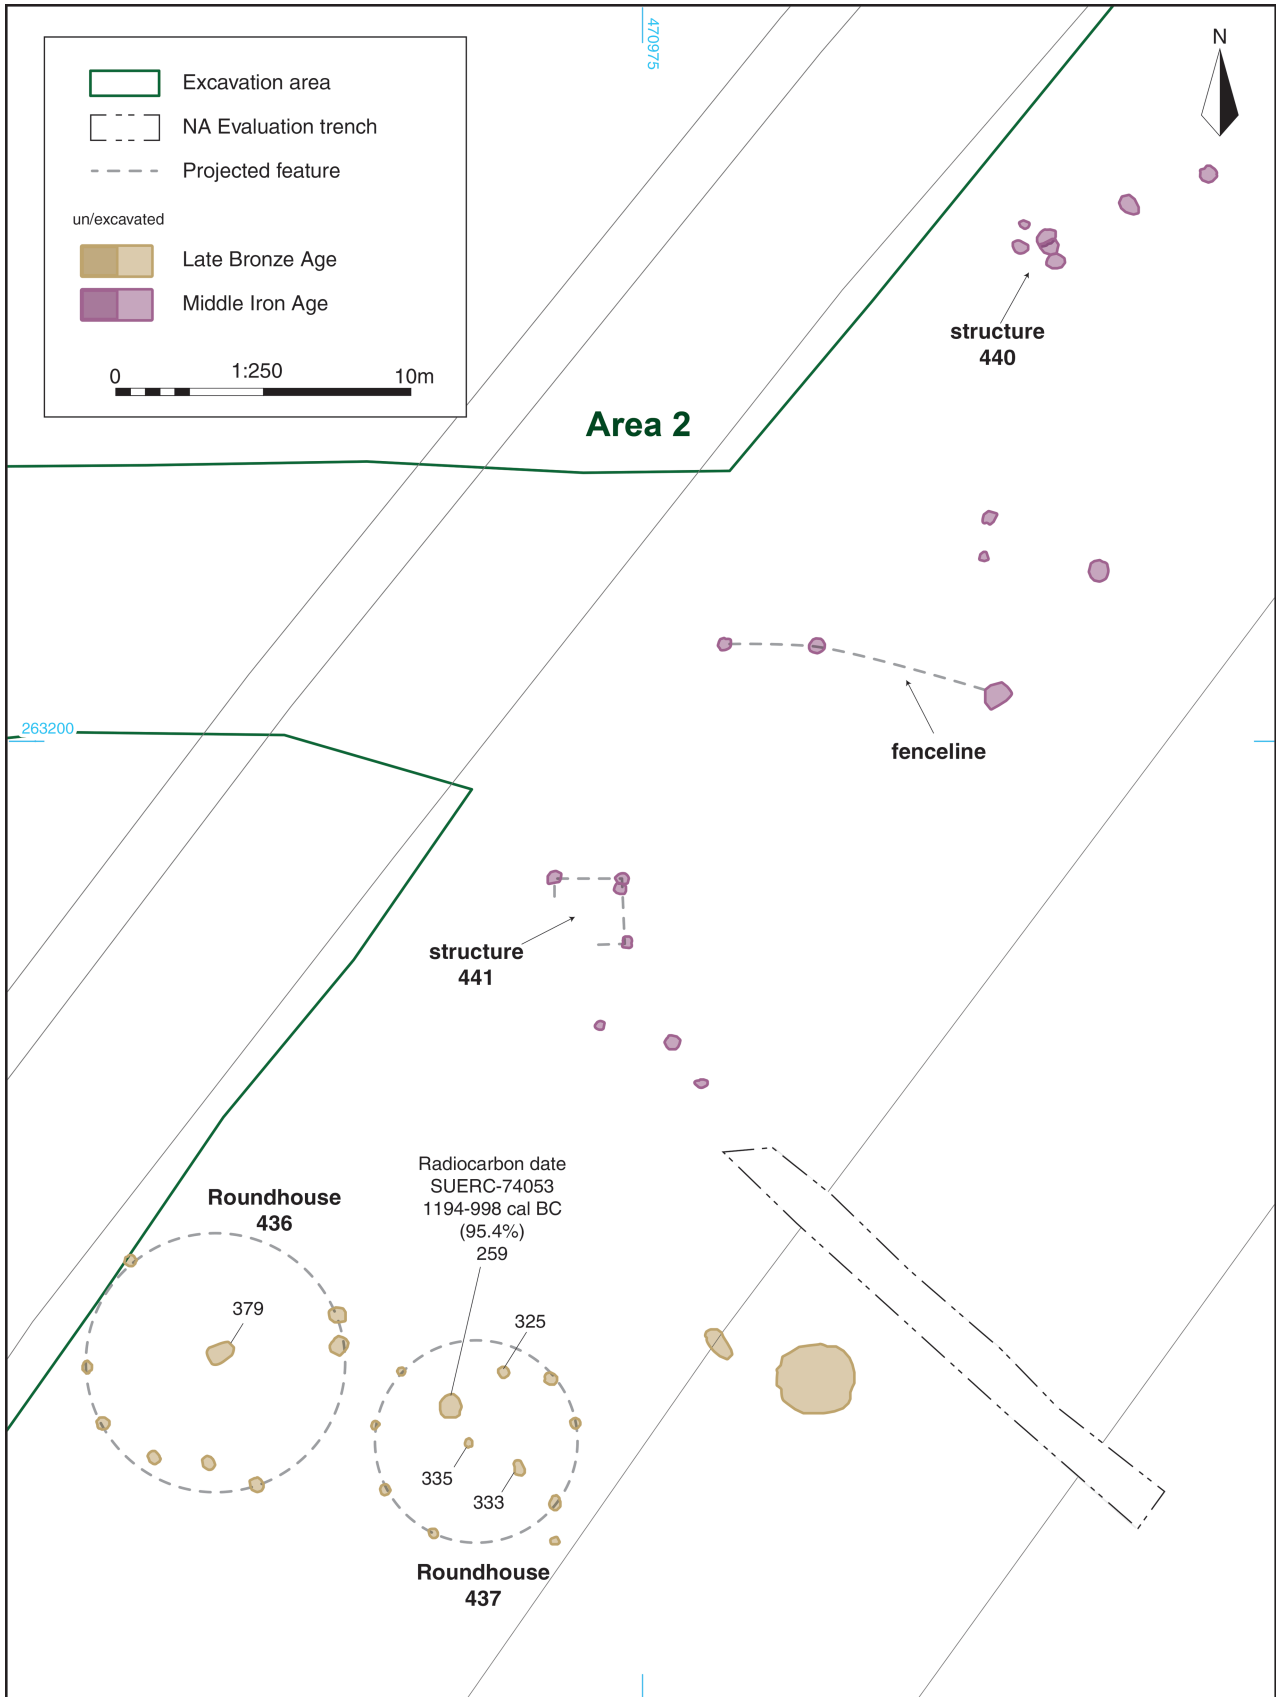 470975
N
Excavation area
NA Evaluation trench
Projected feature
un/excavated
Late Bronze Age
Middle Iron Age
0
1:250
10m
structure
440
Area 2
263200
fenceline
structure
441
Radiocarbon date
SUERC-74053
1194-998 cal BC
(95.4%)
259
Roundhouse
436
379
325
335
333
Roundhouse
437